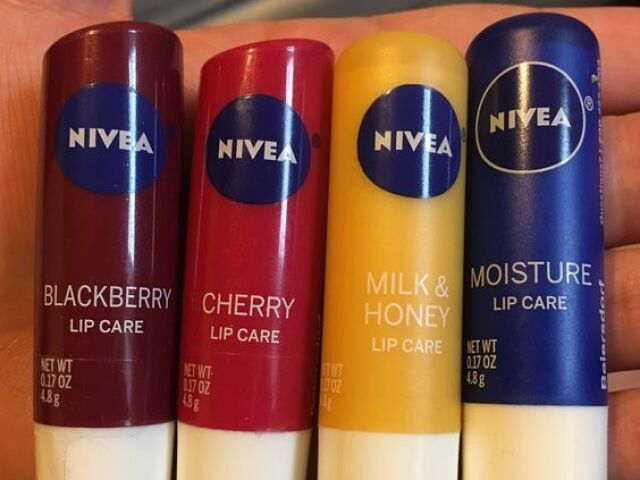 NIVEA
BLACKBERRY
LIP CARE
NET WT
0.17 OZ
4.8 g
NIVEA
CHERRY
LIP CARE
NET WT
0.17 OZ
4.8 g
NIVEA
MILK &
HONEY
LIP CARE
WT
NIVEA
MOISTURE
LIP CARE
NET WT
0.17 OZ
4.8 g
Beiersdorf